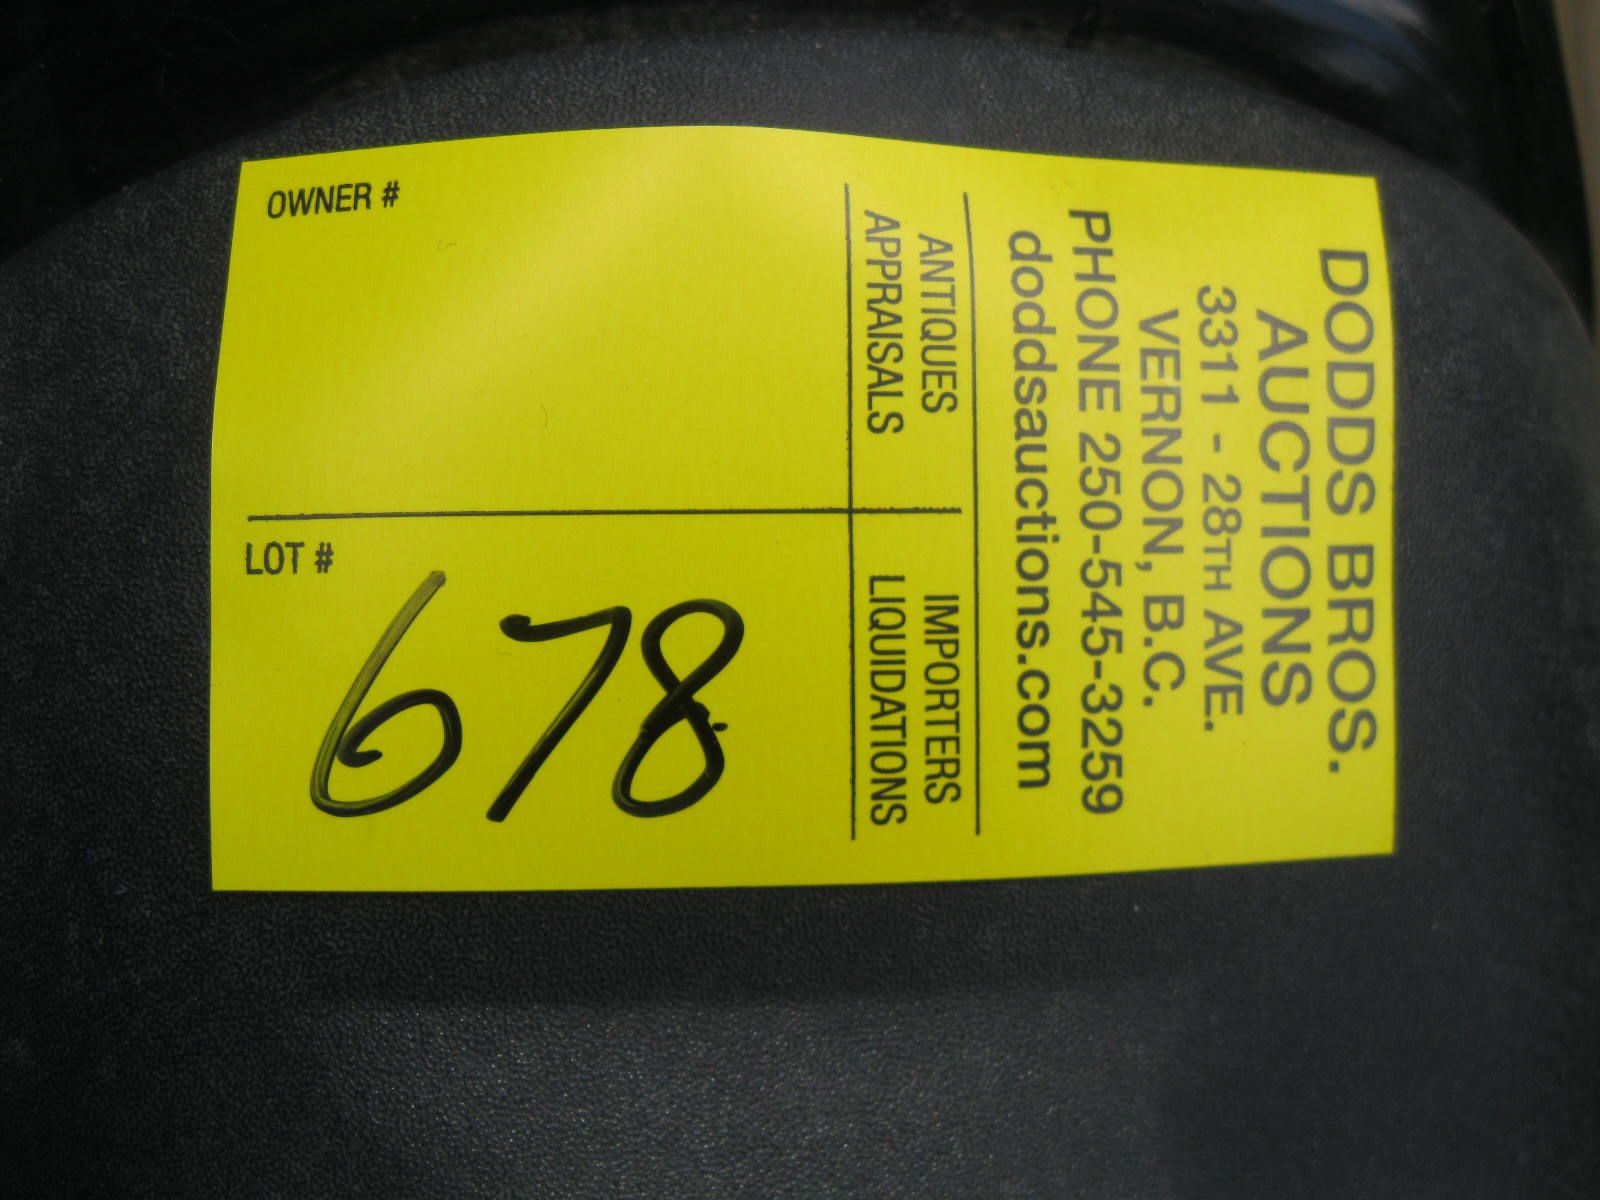 DODDS BROS.
AUCTIONS
3311 - 28TH AVE.
VERNON, B.C.
PHONE 250-545-3259
doddsauctions.com
ANTIQUES
APPRAISALS
IMPORTERS
LIQUIDATIONS
OWNER #
LOT #
678